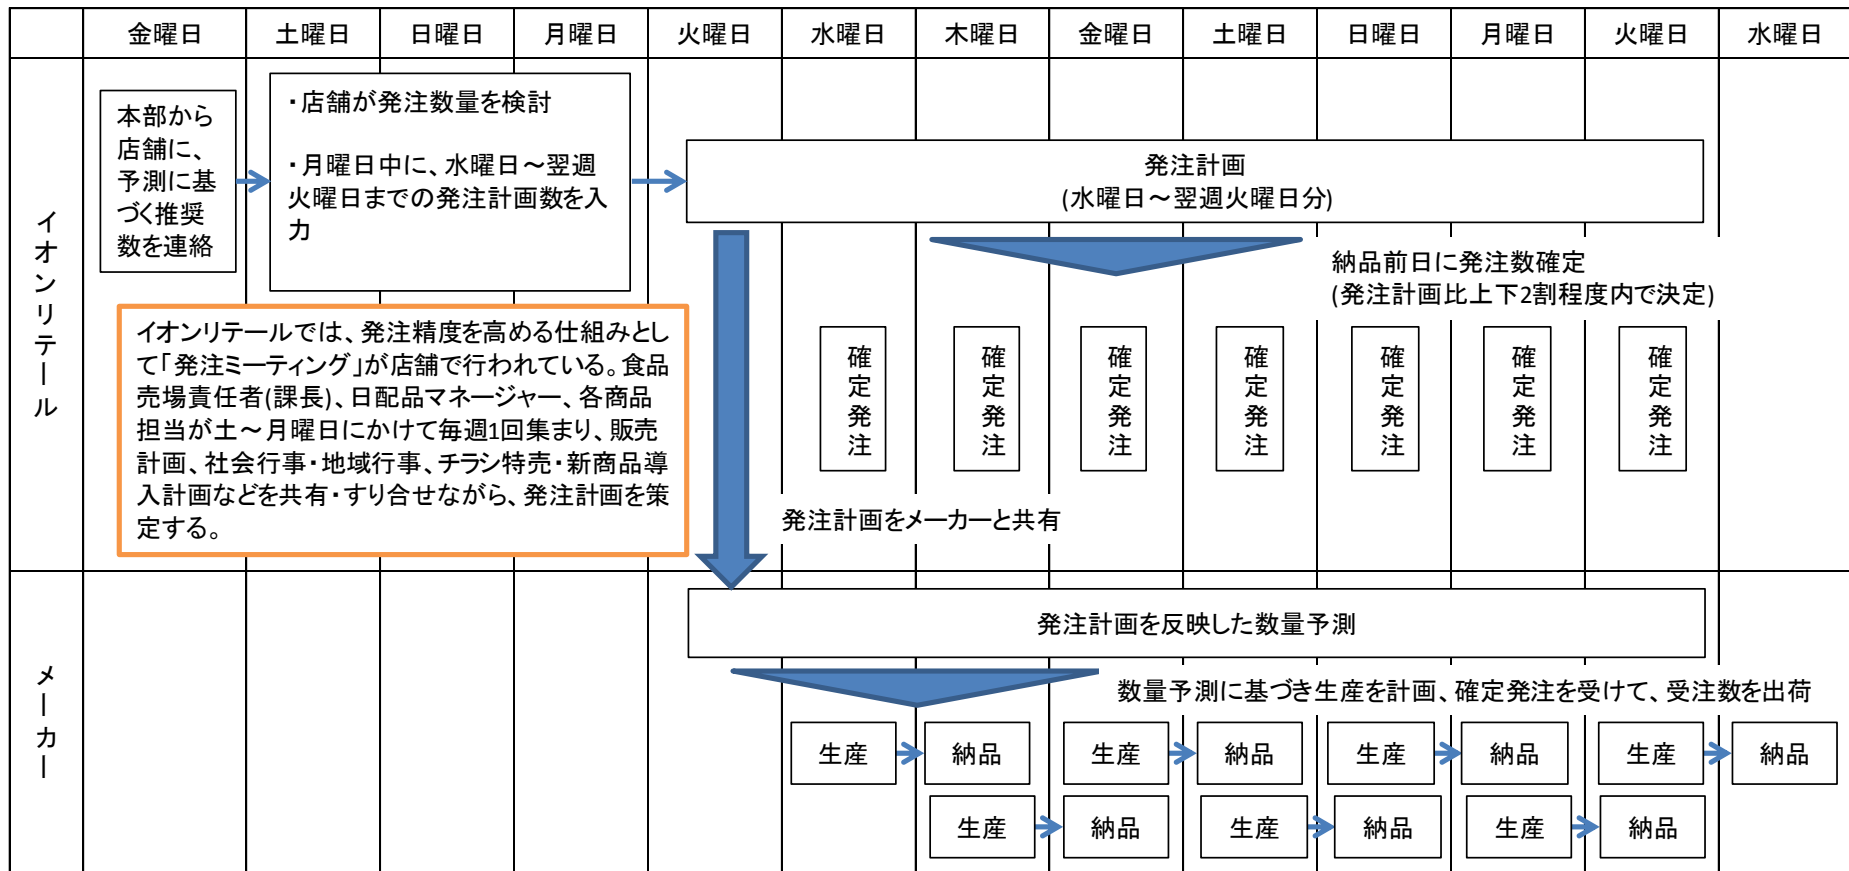 金曜日 土曜日 日曜日 月曜日 火曜日 水曜日 木曜日 金曜日 土曜日 日曜日 月曜日 火曜日 水曜日
イオンリテール
本部から
店舗に、
予測に基
づく推奨
数を連絡
・店舗が発注数量を検討
・月曜日中に、水曜日～翌週
火曜日までの発注計画数を入
力
発注計画
(水曜日～翌週火曜日分)
納品前日に発注数確定
(発注計画比上下2割程度内で決定)
イオンリテールでは、発注精度を高める仕組みとし
て「発注ミーティング」が店舗で行われている。食品
売場責任者(課長)、日配品マネージャー、各商品
担当が土～月曜日にかけて毎週1回集まり、販売
計画、社会行事・地域行事、チラシ特売・新商品導
入計画などを共有・すり合せながら、発注計画を策
定する。
確定発注 確定発注 確定発注 確定発注 確定発注 確定発注 確定発注
発注計画をメーカーと共有
メーカー
発注計画を反映した数量予測
数量予測に基づき生産を計画、確定発注を受けて、受注数を出荷
生産 納品 生産 納品 生産 納品 生産 納品
生産 納品 生産 納品 生産 納品